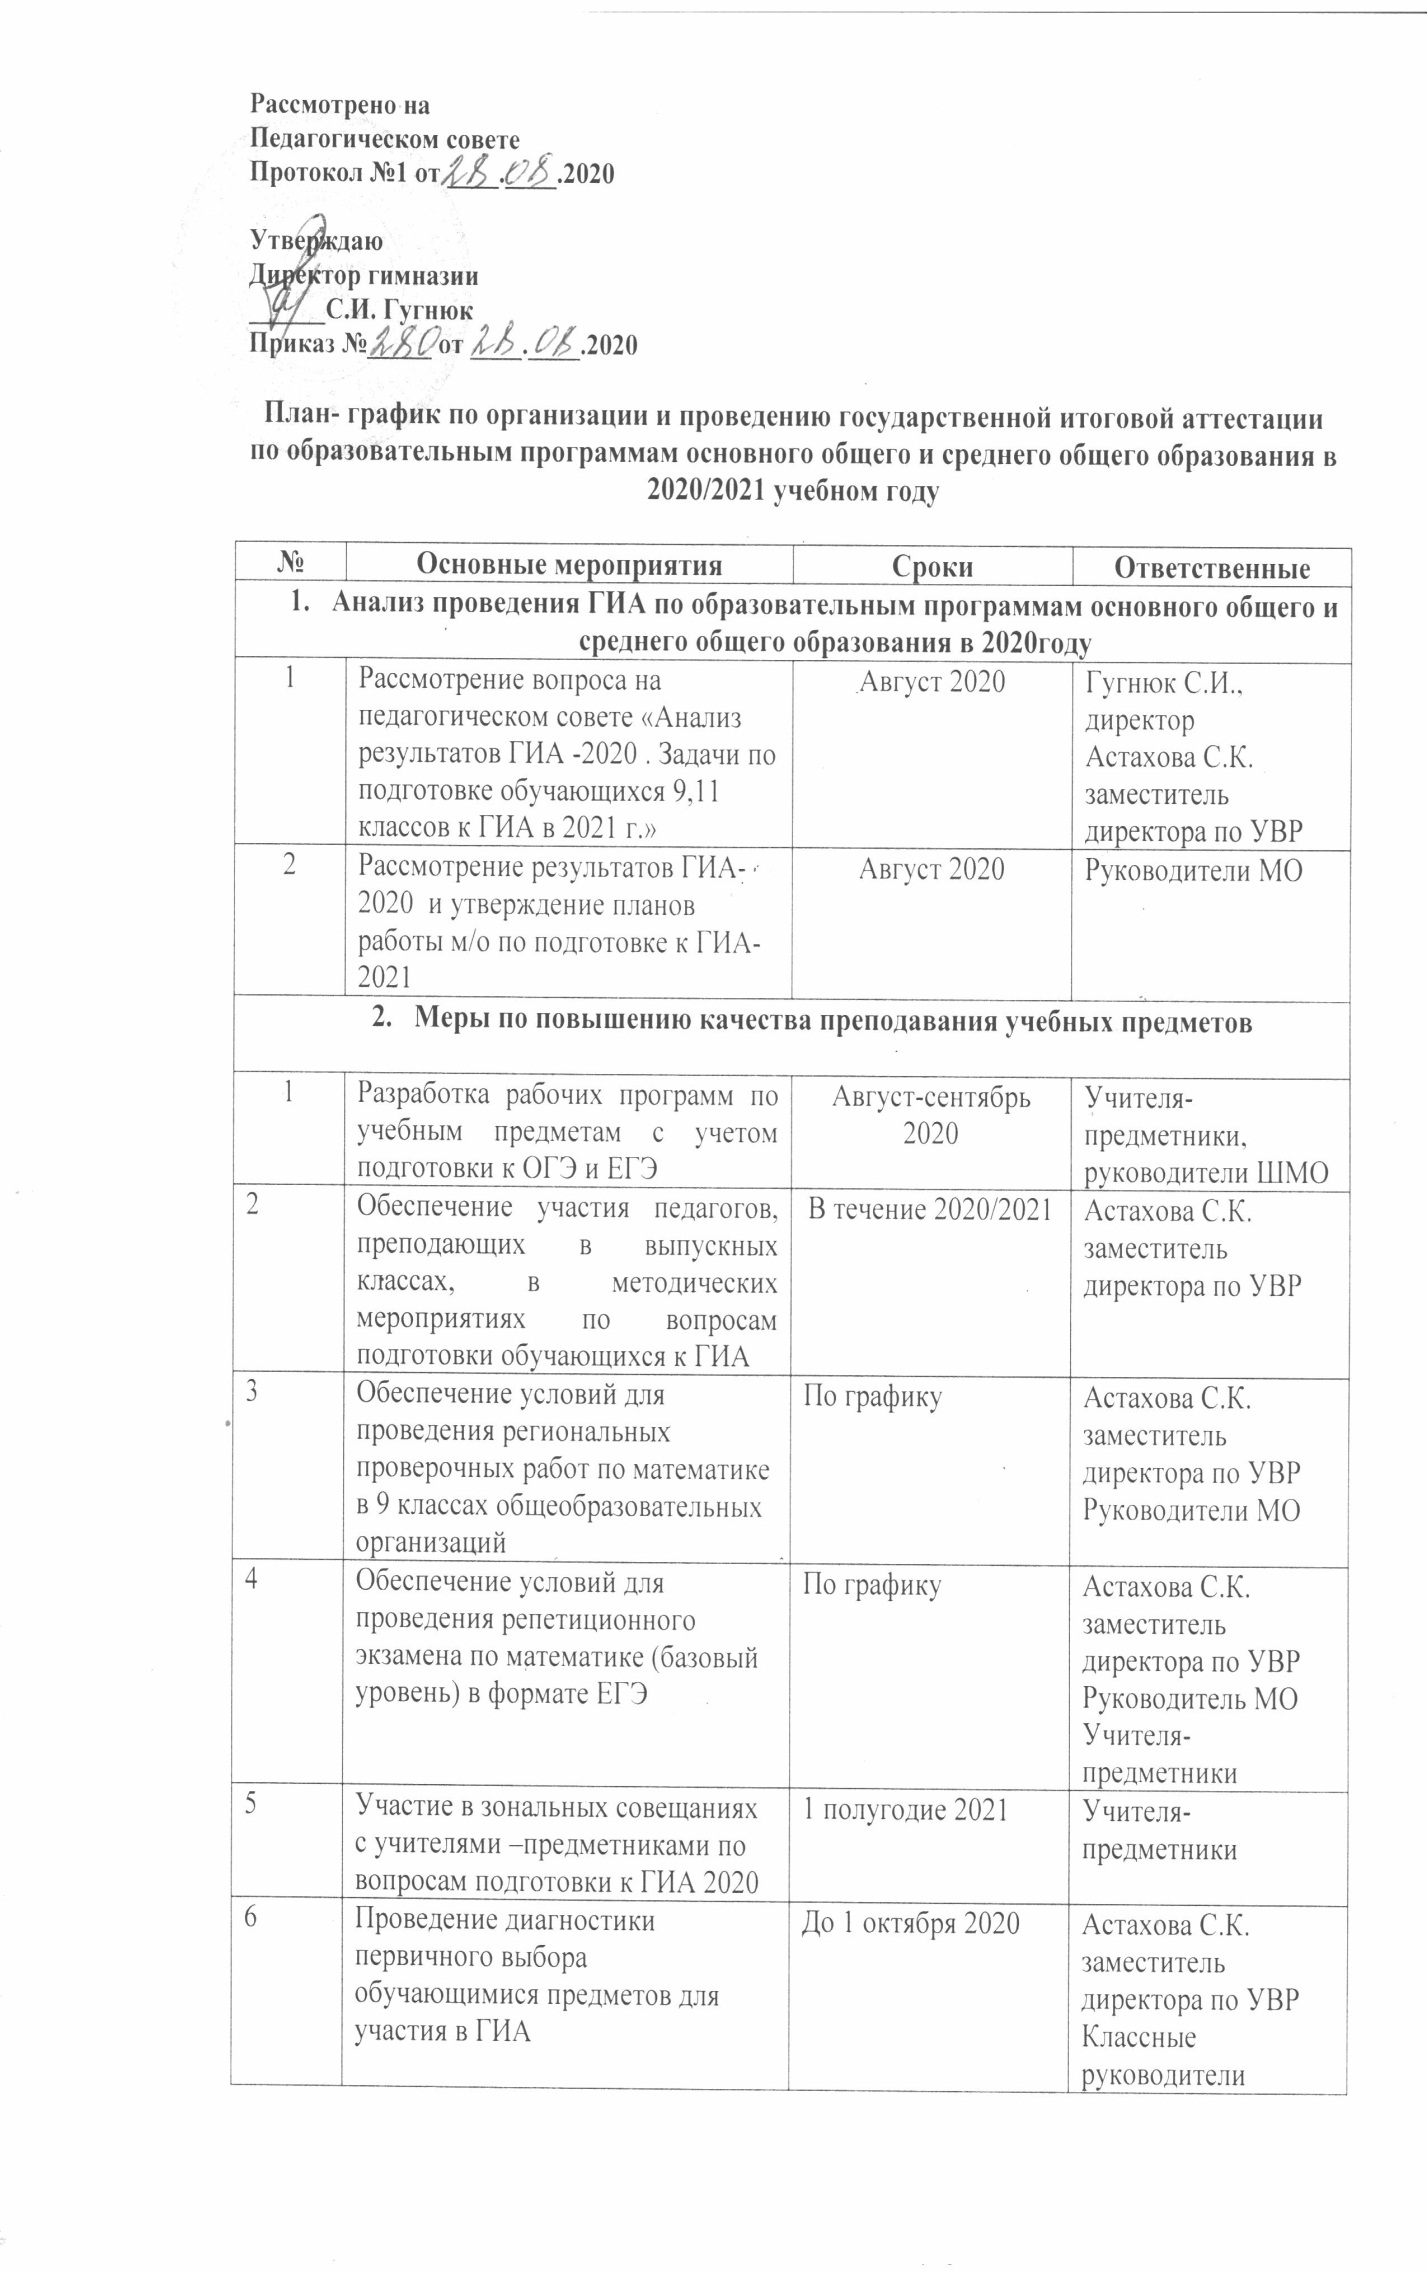 Рассмотрено на
Педагогическом совете
Протокол №1 от 28.08.2020
Утверждаю
Директор гимназии
______С.И. Гугнюк
Приказ № 280 от 28.08.2020
План- график по организации и проведению государственной итоговой аттестации
по образовательным программам основного общего и среднего общего образования в
2020/2021 учебном году
№ Основные мероприятия Сроки Ответственные
1. Анализ проведения ГИА по образовательным программам основного общего и
среднего общего образования в 2020году
1
Рассмотрение вопроса на
педагогическом совете «Анализ
результатов ГИА -2020 . Задачи по
подготовке обучающихся 9,11
классов к ГИА в 2021 г.»
Август 2020
Гугнюк С.И.,
директор
Астахова С.К.
заместитель
директора по УВР
2
Рассмотрение результатов ГИА-
2020 и утверждение планов
работы м/о по подготовке к ГИА-
2021
Август 2020
Руководители МО
2. Меры по повышению качества преподавания учебных предметов
1
Разработка рабочих программ по
учебным предметам с учетом
подготовки к ОГЭ и ЕГЭ
Август-сентябрь
2020
Учителя-
предметники,
руководители ШМО
2
Обеспечение участия педагогов,
преподающих в выпускных
классах, в методических
мероприятиях по вопросам
подготовки обучающихся к ГИА
В течение 2020/2021
Астахова С.К.
заместитель
директора по УВР
3
Обеспечение условий для
проведения региональных
проверочных работ по математике
в 9 классах общеобразовательных
организаций
По графику
Астахова С.К.
заместитель
директора по УВР
Руководители МО
4
Обеспечение условий для
проведения репетиционного
экзамена по математике (базовый
уровень) в формате ЕГЭ
По графику
Астахова С.К.
заместитель
директора по УВР
Руководитель МО
Учителя-
предметники
5
Участие в зональных совещаниях
с учителями –предметниками по
вопросам подготовки к ГИА 2020
1 полугодие 2021
Учителя-
предметники
6
Проведение диагностики
первичного выбора
обучающимися предметов для
участия в ГИА
До 1 октября 2020
Астахова С.К.
заместитель
директора по УВР
Классные
руководители